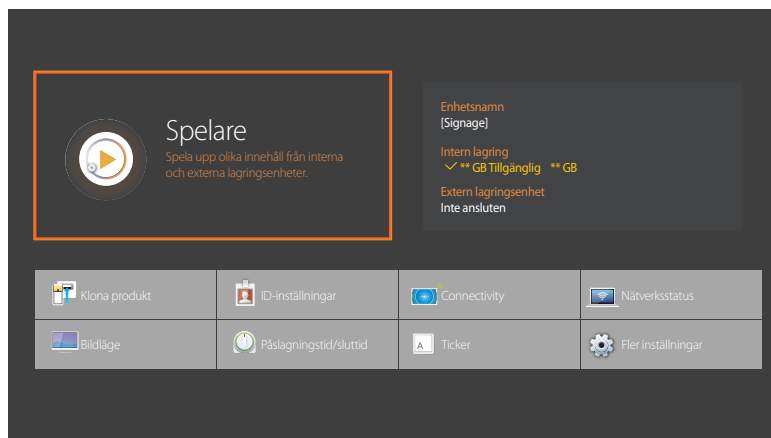 Spelare
Spela upp olika innehåll från interna
och externa lagringsenheter.
Enhetsnamn
[Signage]
Intern lagring
** GB Tillgänglig ** GB
Extern lagringsenhet
Inte ansluten
Klona produkt
ID-inställningar
Connectivity
Nätverksstatus
Bildläge
Påslagningstid/sluttid
A
Ticker
Fler inställningar